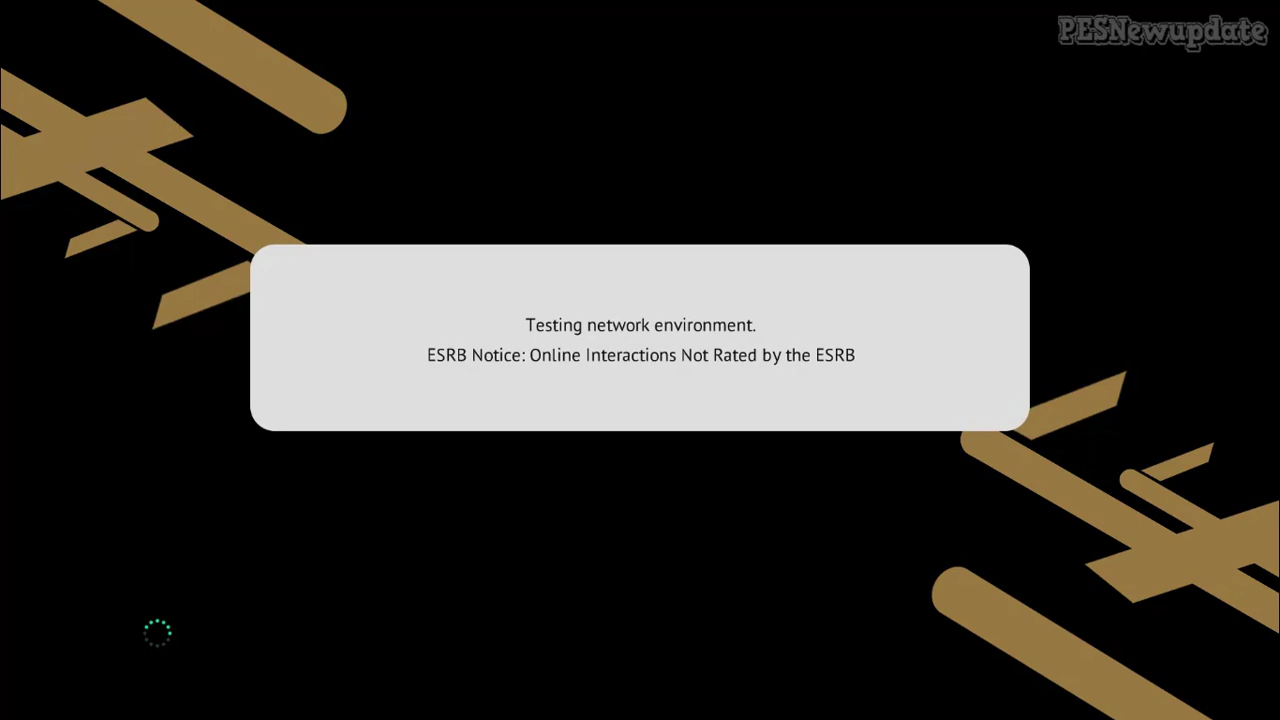 PESNewupdate
Testing network environment.
ESRB Notice: Online Interactions Not Rated by the ESRB